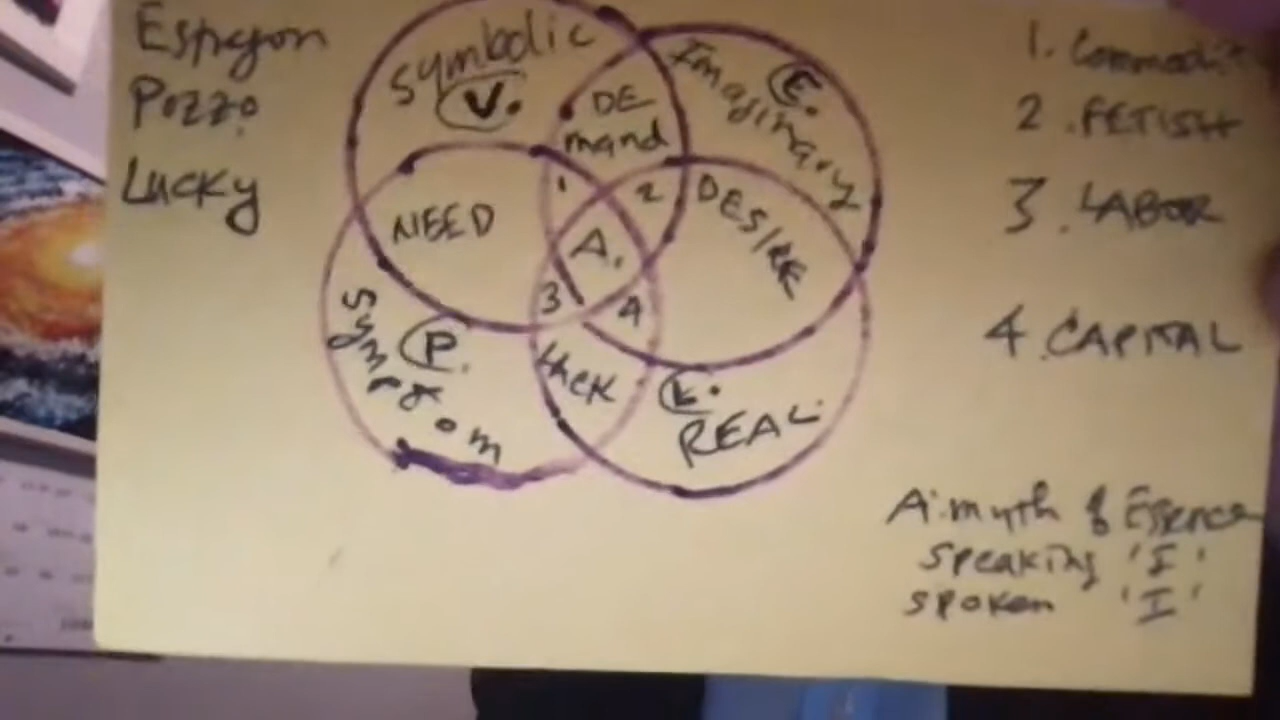 Estragon
Pozzo
Lucky
Symbolic
V.
DE
mand
Imaginary
E.
1
2
NEED
DESIRE
A.
3
4
Symptom
P.
lack
L.
REAL
1. Commodit
2. FETISH
3. LABOR
4. CAPITAL
A: myth & Essence
speaking 'I'
spoken 'I'